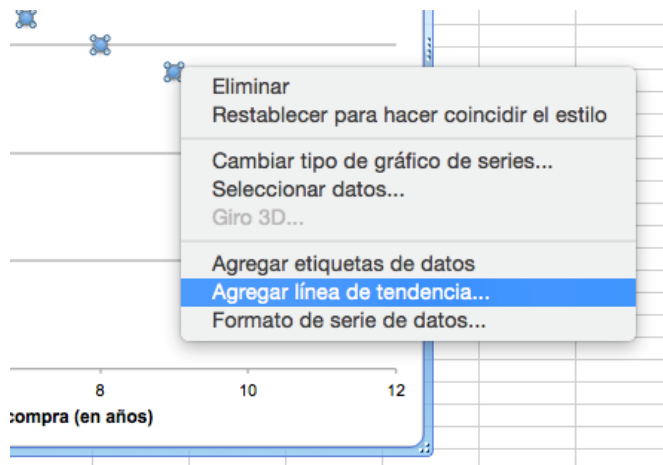 Eliminar
Restablecer para hacer coincidir el estilo
Cambiar tipo de gráfico de series...
Seleccionar datos...
Giro 3D...
Agregar etiquetas de datos
Agregar línea de tendencia...
Formato de serie de datos...
8 10 12
compra (en años)